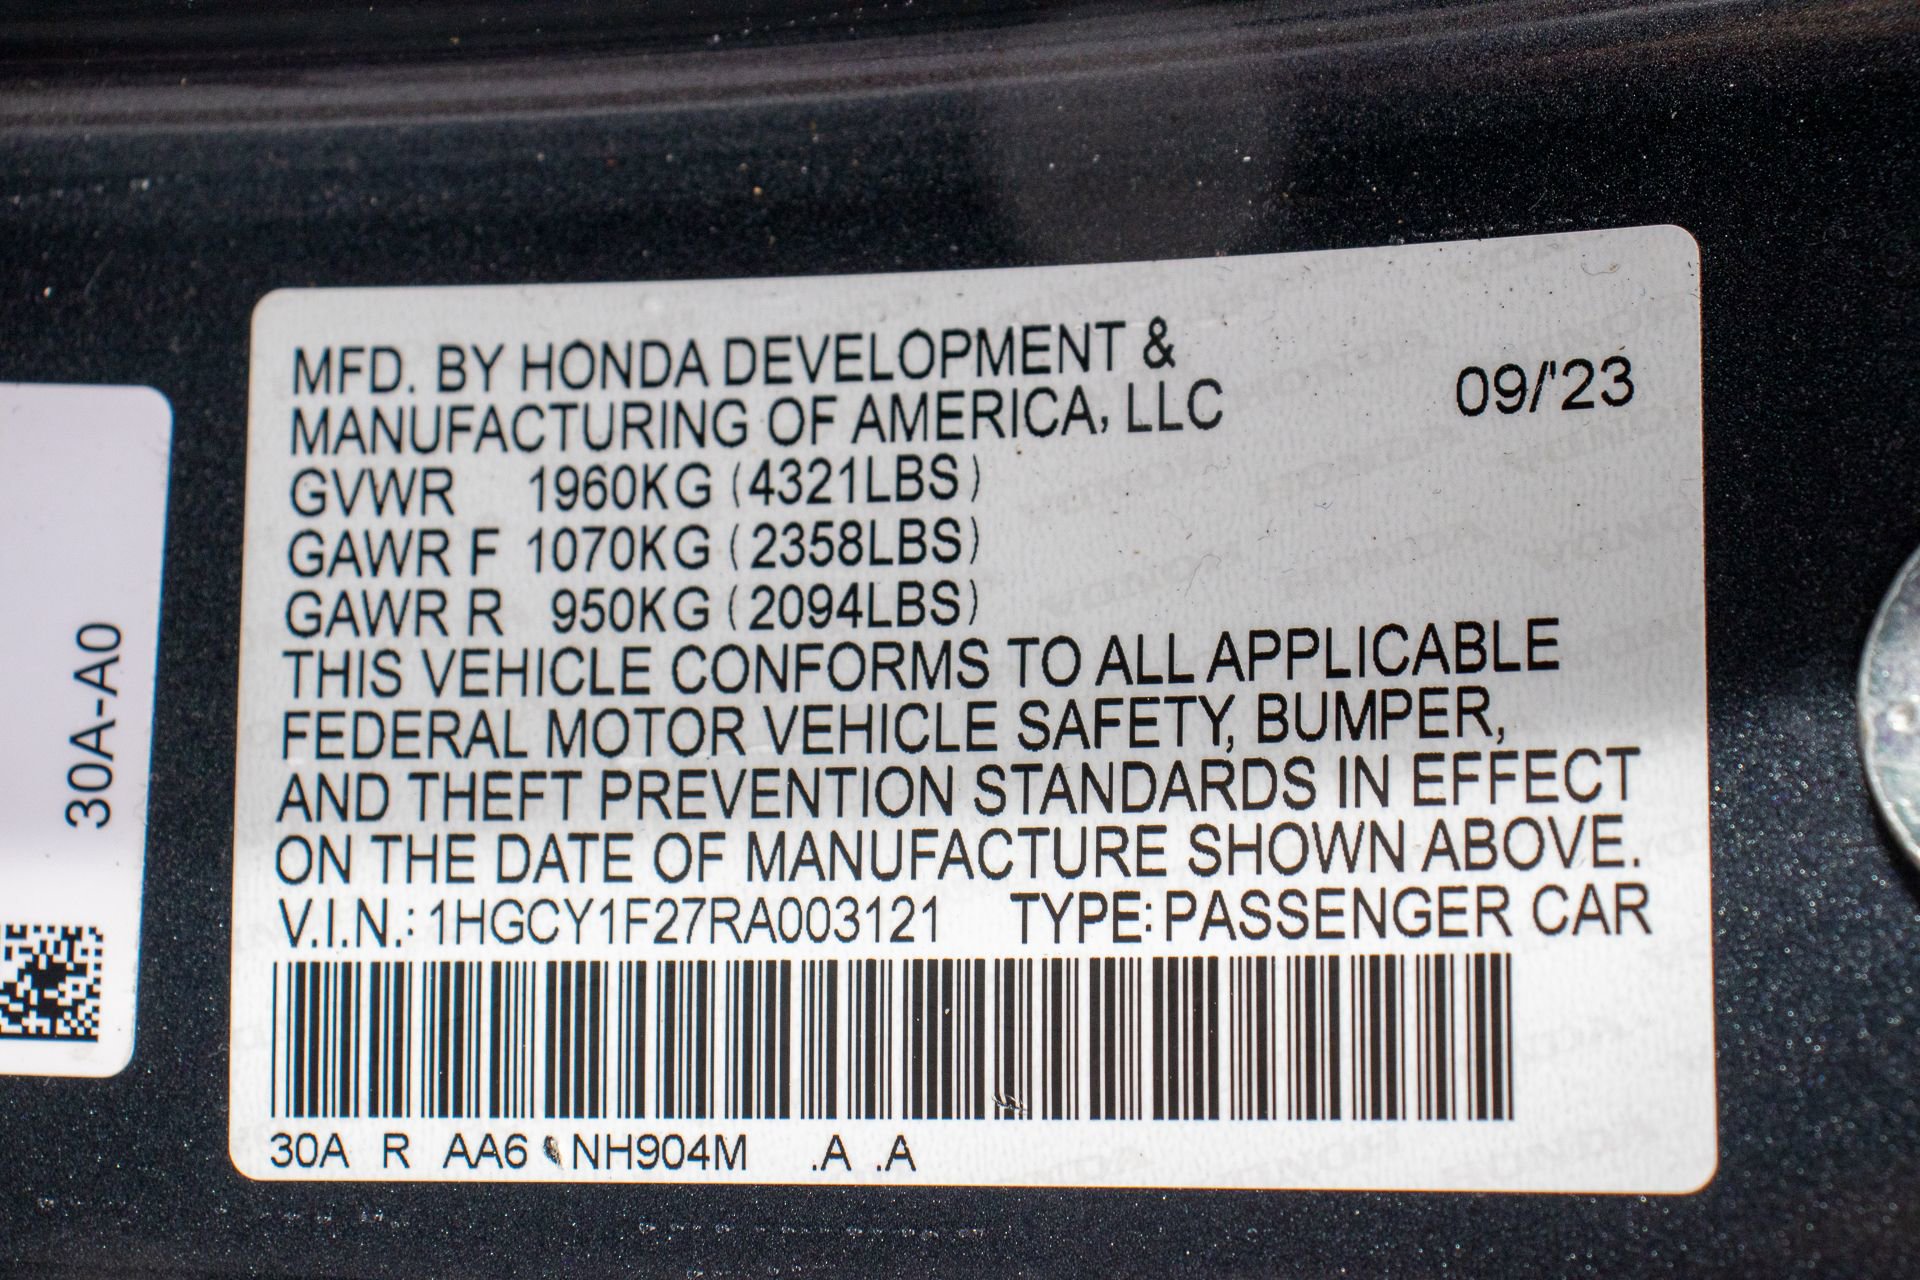 MFD. BY HONDA DEVELOPMENT &
MANUFACTURING OF AMERICA, LLC
09/'23
GVWR 1960KG (4321LBS)
GAWR F 1070KG (2358LBS)
GAWR R 950KG (2094LBS)
THIS VEHICLE CONFORMS TO ALL APPLICABLE
FEDERAL MOTOR VEHICLE SAFETY, BUMPER,
AND THEFT PREVENTION STANDARDS IN EFFECT
ON THE DATE OF MANUFACTURE SHOWN ABOVE.
V.I.N.: 1HGCY1F27RA003121 TYPE: PASSENGER CAR
30A R AA6 NH904M .A .A
30A-A0